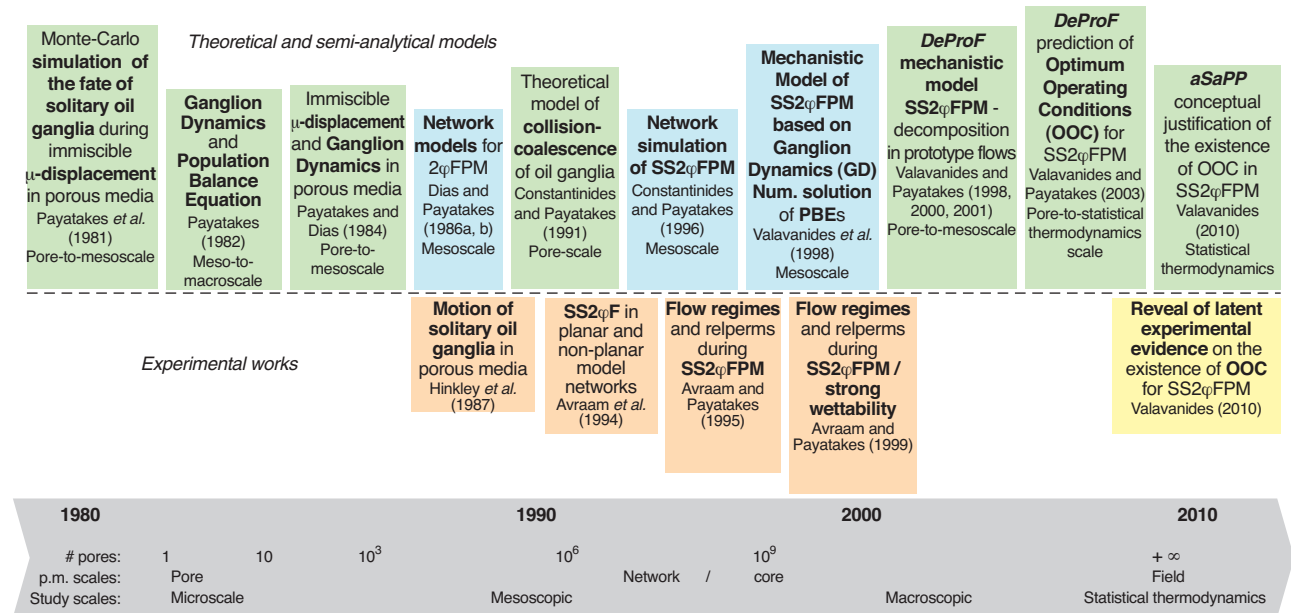 Theoretical and semi-analytical models
Monte-Carlo
simulation of
the fate of
solitary oil
ganglia during
immiscible
μ-displacement
in porous media
Payatakes et al.
(1981)
Pore-to-mesoscale
Ganglion
Dynamics
and
Population
Balance
Equation
Payatakes
(1982)
Meso-to-
macroscale
Immiscible
μ-displacement
and Ganglion
Dynamics in
porous media
Payatakes and
Dias (1984)
Pore-to-
mesoscale
Network
models for
2φFPM
Dias and
Payatakes
(1986a, b)
Mesoscale
Theoretical
model of
collision-
coalescence
of oil ganglia
Constantinides
and Payatakes
(1991)
Pore-scale
Network
simulation
of SS2φFPM
Constantinides
and Payatakes
(1996)
Mesoscale
Mechanistic
Model of
SS2φFPM
based on
Ganglion
Dynamics (GD)
Num. solution
of PBEs
Valavanides et al.
(1998)
Mesoscale
DeProF
mechanistic
model
SS2φFPM -
decomposition
in prototype flows
Valavanides and
Payatakes (1998,
2000, 2001)
Pore-to-mesoscale
DeProF
prediction of
Optimum
Operating
Conditions
(OOC) for
SS2φFPM
Valavanides and
Payatakes (2003)
Pore-to-statistical
thermodynamics
scale
aSaPP
conceptual
justification of
the existence
of OOC in
SS2φFPM
Valavanides
(2010)
Statistical
thermodynamics
Experimental works
Motion of
solitary oil
ganglia in
porous media
Hinkley et al.
(1987)
SS2φF in
planar and
non-planar
model
networks
Avraam et al.
(1994)
Flow regimes
and relperms
during
SS2φFPM
Avraam and
Payatakes
(1995)
Flow regimes
and relperms
during
SS2φFPM /
strong
wettability
Avraam and
Payatakes (1999)
Reveal of latent
experimental
evidence on the
existence of OOC
for SS2φFPM
Valavanides (2010)
1980 1990 2000 2010
# pores: 1 10 10³ 10⁶ 10⁹ + ∞
p.m. scales: Pore Network / core Field
Study scales: Microscale Mesoscopic Macroscopic Statistical thermodynamics